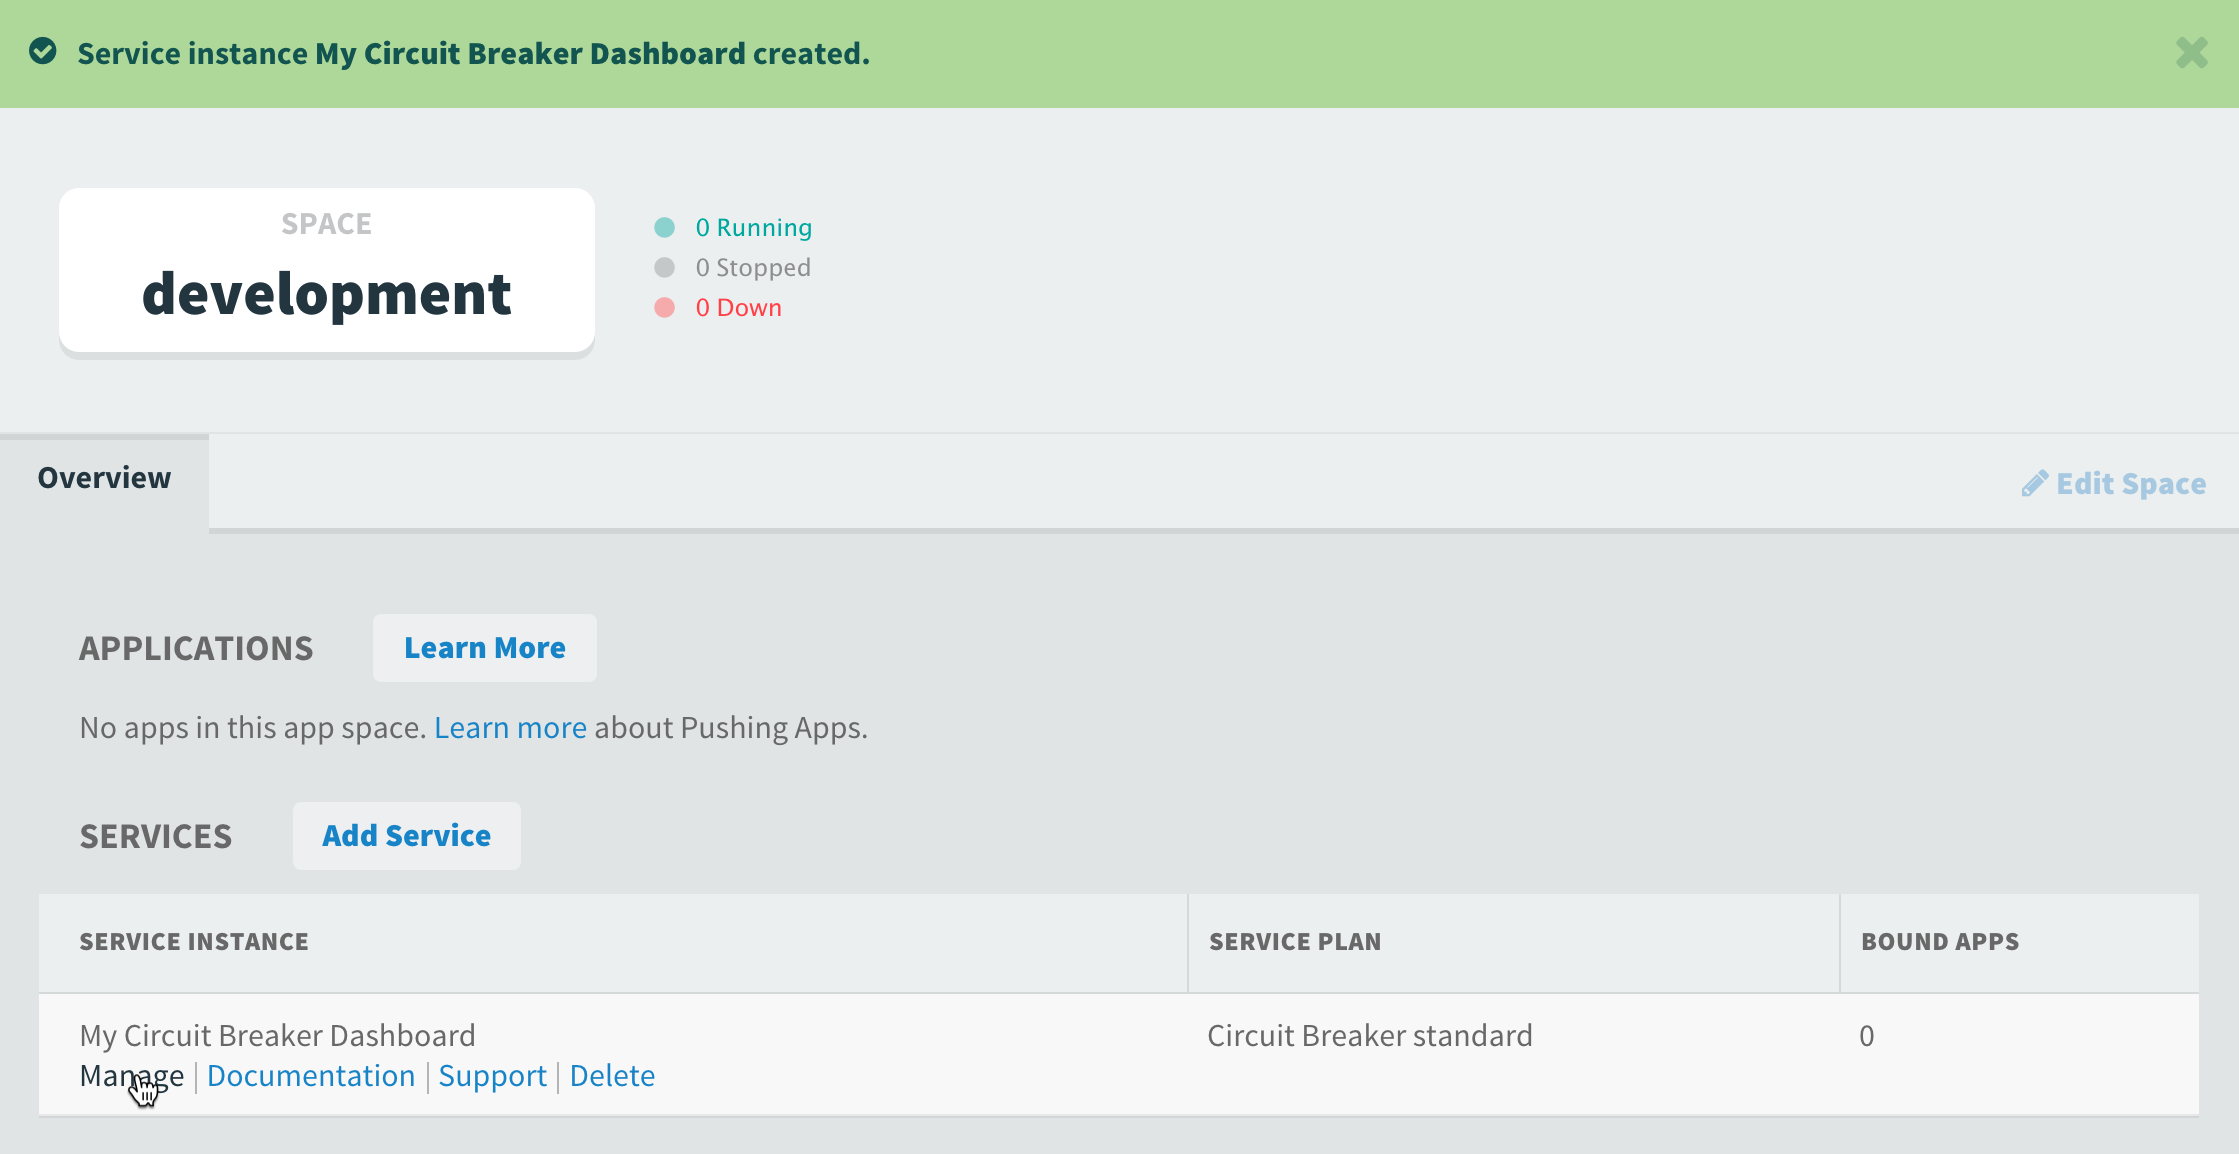 Service instance My Circuit Breaker Dashboard created.
SPACE
development
0 Running
0 Stopped
0 Down
Overview
Edit Space
APPLICATIONS Learn More
No apps in this app space. Learn more about Pushing Apps.
SERVICES Add Service
SERVICE INSTANCE SERVICE PLAN BOUND APPS
My Circuit Breaker Dashboard Circuit Breaker standard 0
Manage | Documentation | Support | Delete